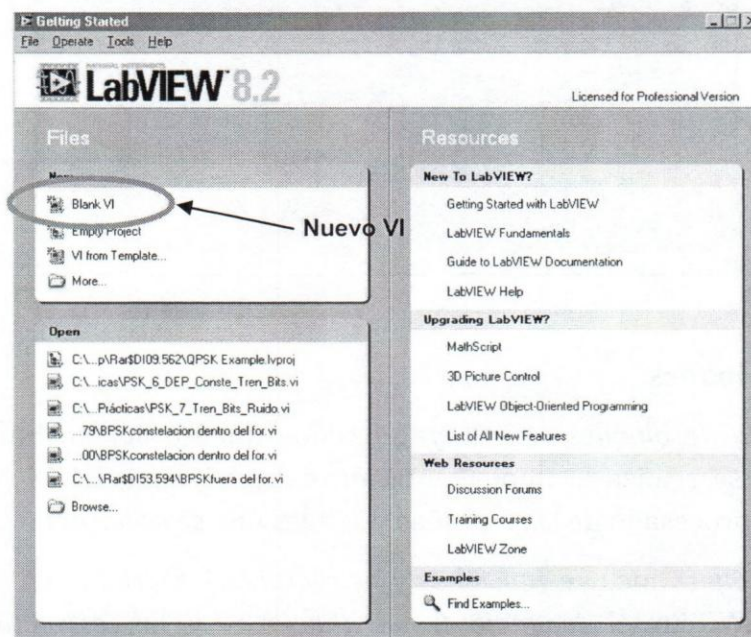 Getting Started
File Operate Tools Help
NATIONAL INSTRUMENTS
LabVIEW 8.2
Licensed for Professional Version
Files
New
Blank VI
Nuevo VI
Empty Project
VI from Template...
More...
Open
C:\...p\Rar$DI09.562\QPSK Example.lvproj
C:\...icas\PSK_6_DEP_Conste_Tren_Bits.vi
C:\...Prácticas\PSK_7_Tren_Bits_Ruido.vi
...79\BPSKconstelacion dentro del for.vi
...00\BPSKconstelacion dentro del for.vi
C:\...\Rar$DI53.594\BPSKfuera del for.vi
Browse...
Resources
New To LabVIEW?
Getting Started with LabVIEW
LabVIEW Fundamentals
Guide to LabVIEW Documentation
LabVIEW Help
Upgrading LabVIEW?
MathScript
3D Picture Control
LabVIEW Object-Oriented Programming
List of All New Features
Web Resources
Discussion Forums
Training Courses
LabVIEW Zone
Examples
Find Examples...